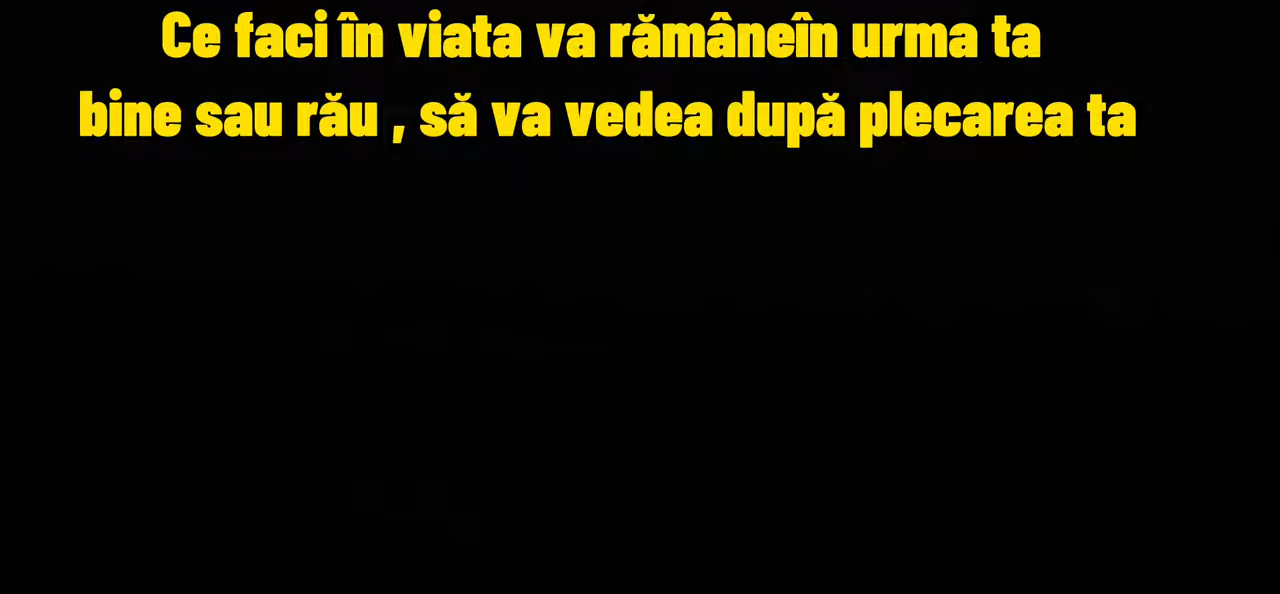 Ce faci în viata va rămâneîn urma ta
bine sau rău , să va vedea după plecarea ta